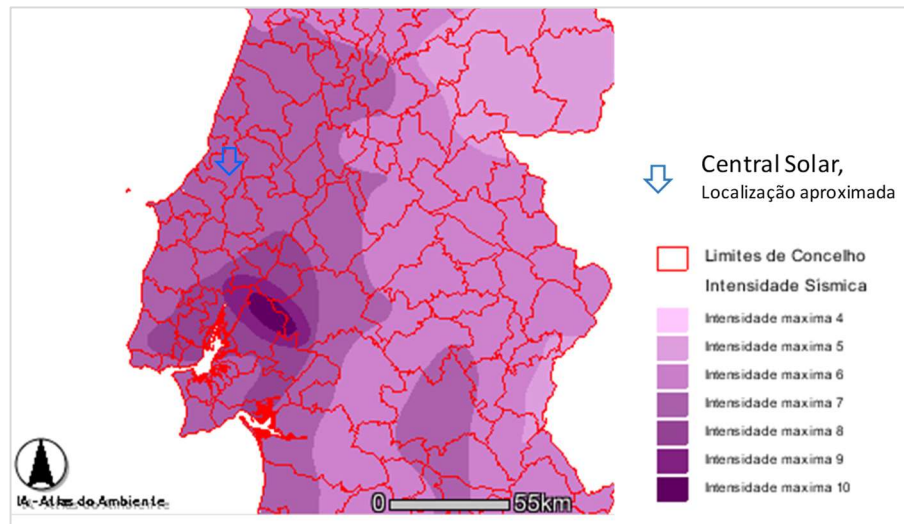 Central Solar,
Localização aproximada
Limites de Concelho
Intensidade Sísmica
Intensidade maxima 4
Intensidade maxima 5
Intensidade maxima 6
Intensidade maxima 7
Intensidade maxima 8
Intensidade maxima 9
Intensidade maxima 10
IA - Atlas do Ambiente
0 55km